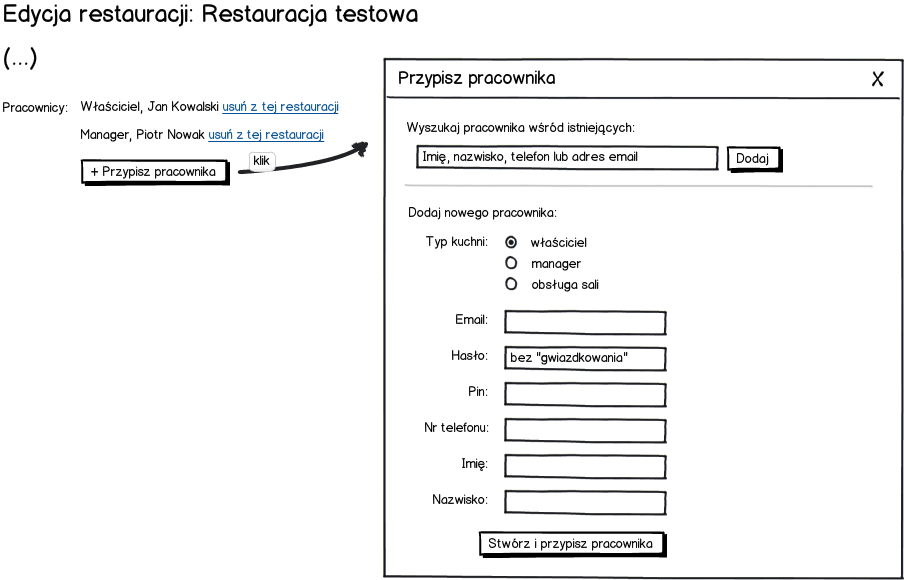 Edycja restauracji: Restauracja testowa
(...)
Pracownicy: Właściciel, Jan Kowalski usuń z tej restauracji
Manager, Piotr Nowak usuń z tej restauracji
+ Przypisz pracownika
klik
Przypisz pracownika X
Wyszukaj pracownika wśród istniejących:
Imię, nazwisko, telefon lub adres email Dodaj
Dodaj nowego pracownika:
Typ kuchni: właściciel
manager
obsługa sali
Email:
Hasło: bez "gwiazdkowania"
Pin:
Nr telefonu:
Imię:
Nazwisko:
Stwórz i przypisz pracownika